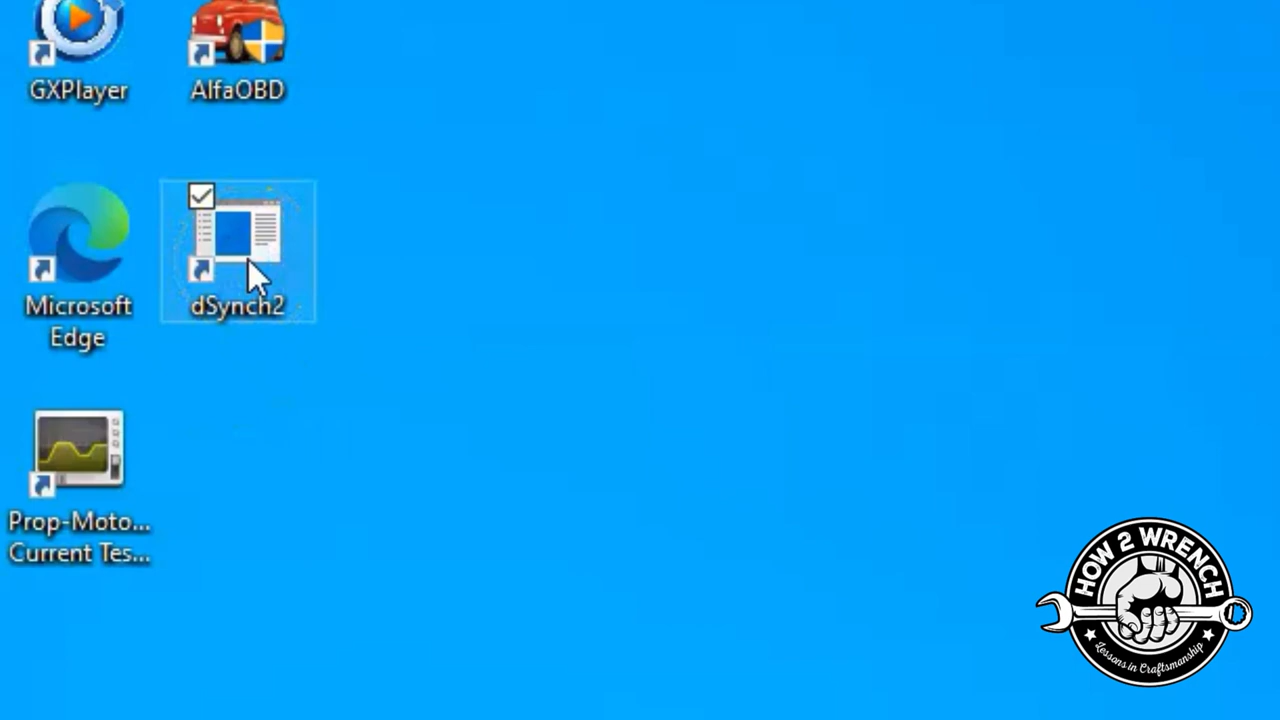 GXPlayer
AlfaOBD
Microsoft
Edge
dSynch2
Prop-Moto...
Current Tes...
HOW 2 WRENCH
Lessons in Craftsmanship